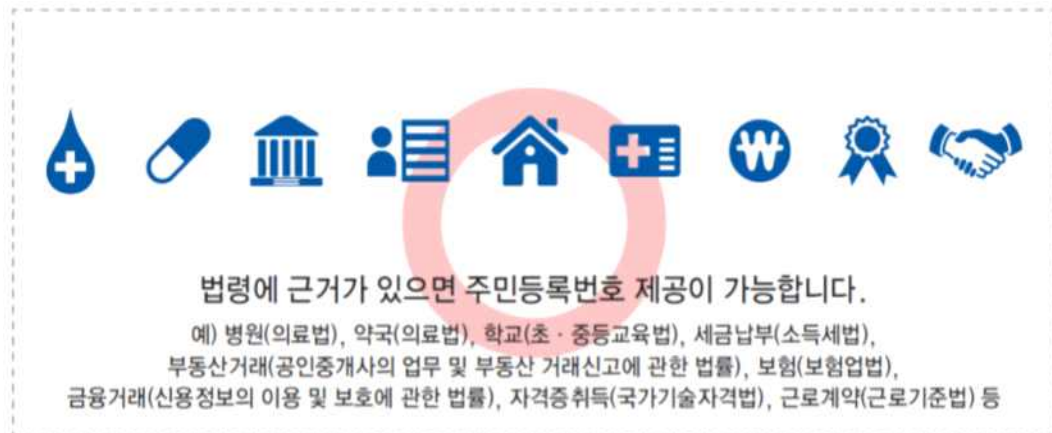 법령에 근거가 있으면 주민등록번호 제공이 가능합니다.
예) 병원(의료법), 약국(의료법), 학교(초 · 중등교육법), 세금납부(소득세법),
부동산거래(공인중개사의 업무 및 부동산 거래신고에 관한 법률), 보험(보험업법),
금융거래(신용정보의 이용 및 보호에 관한 법률), 자격증취득(국가기술자격법), 근로계약(근로기준법) 등